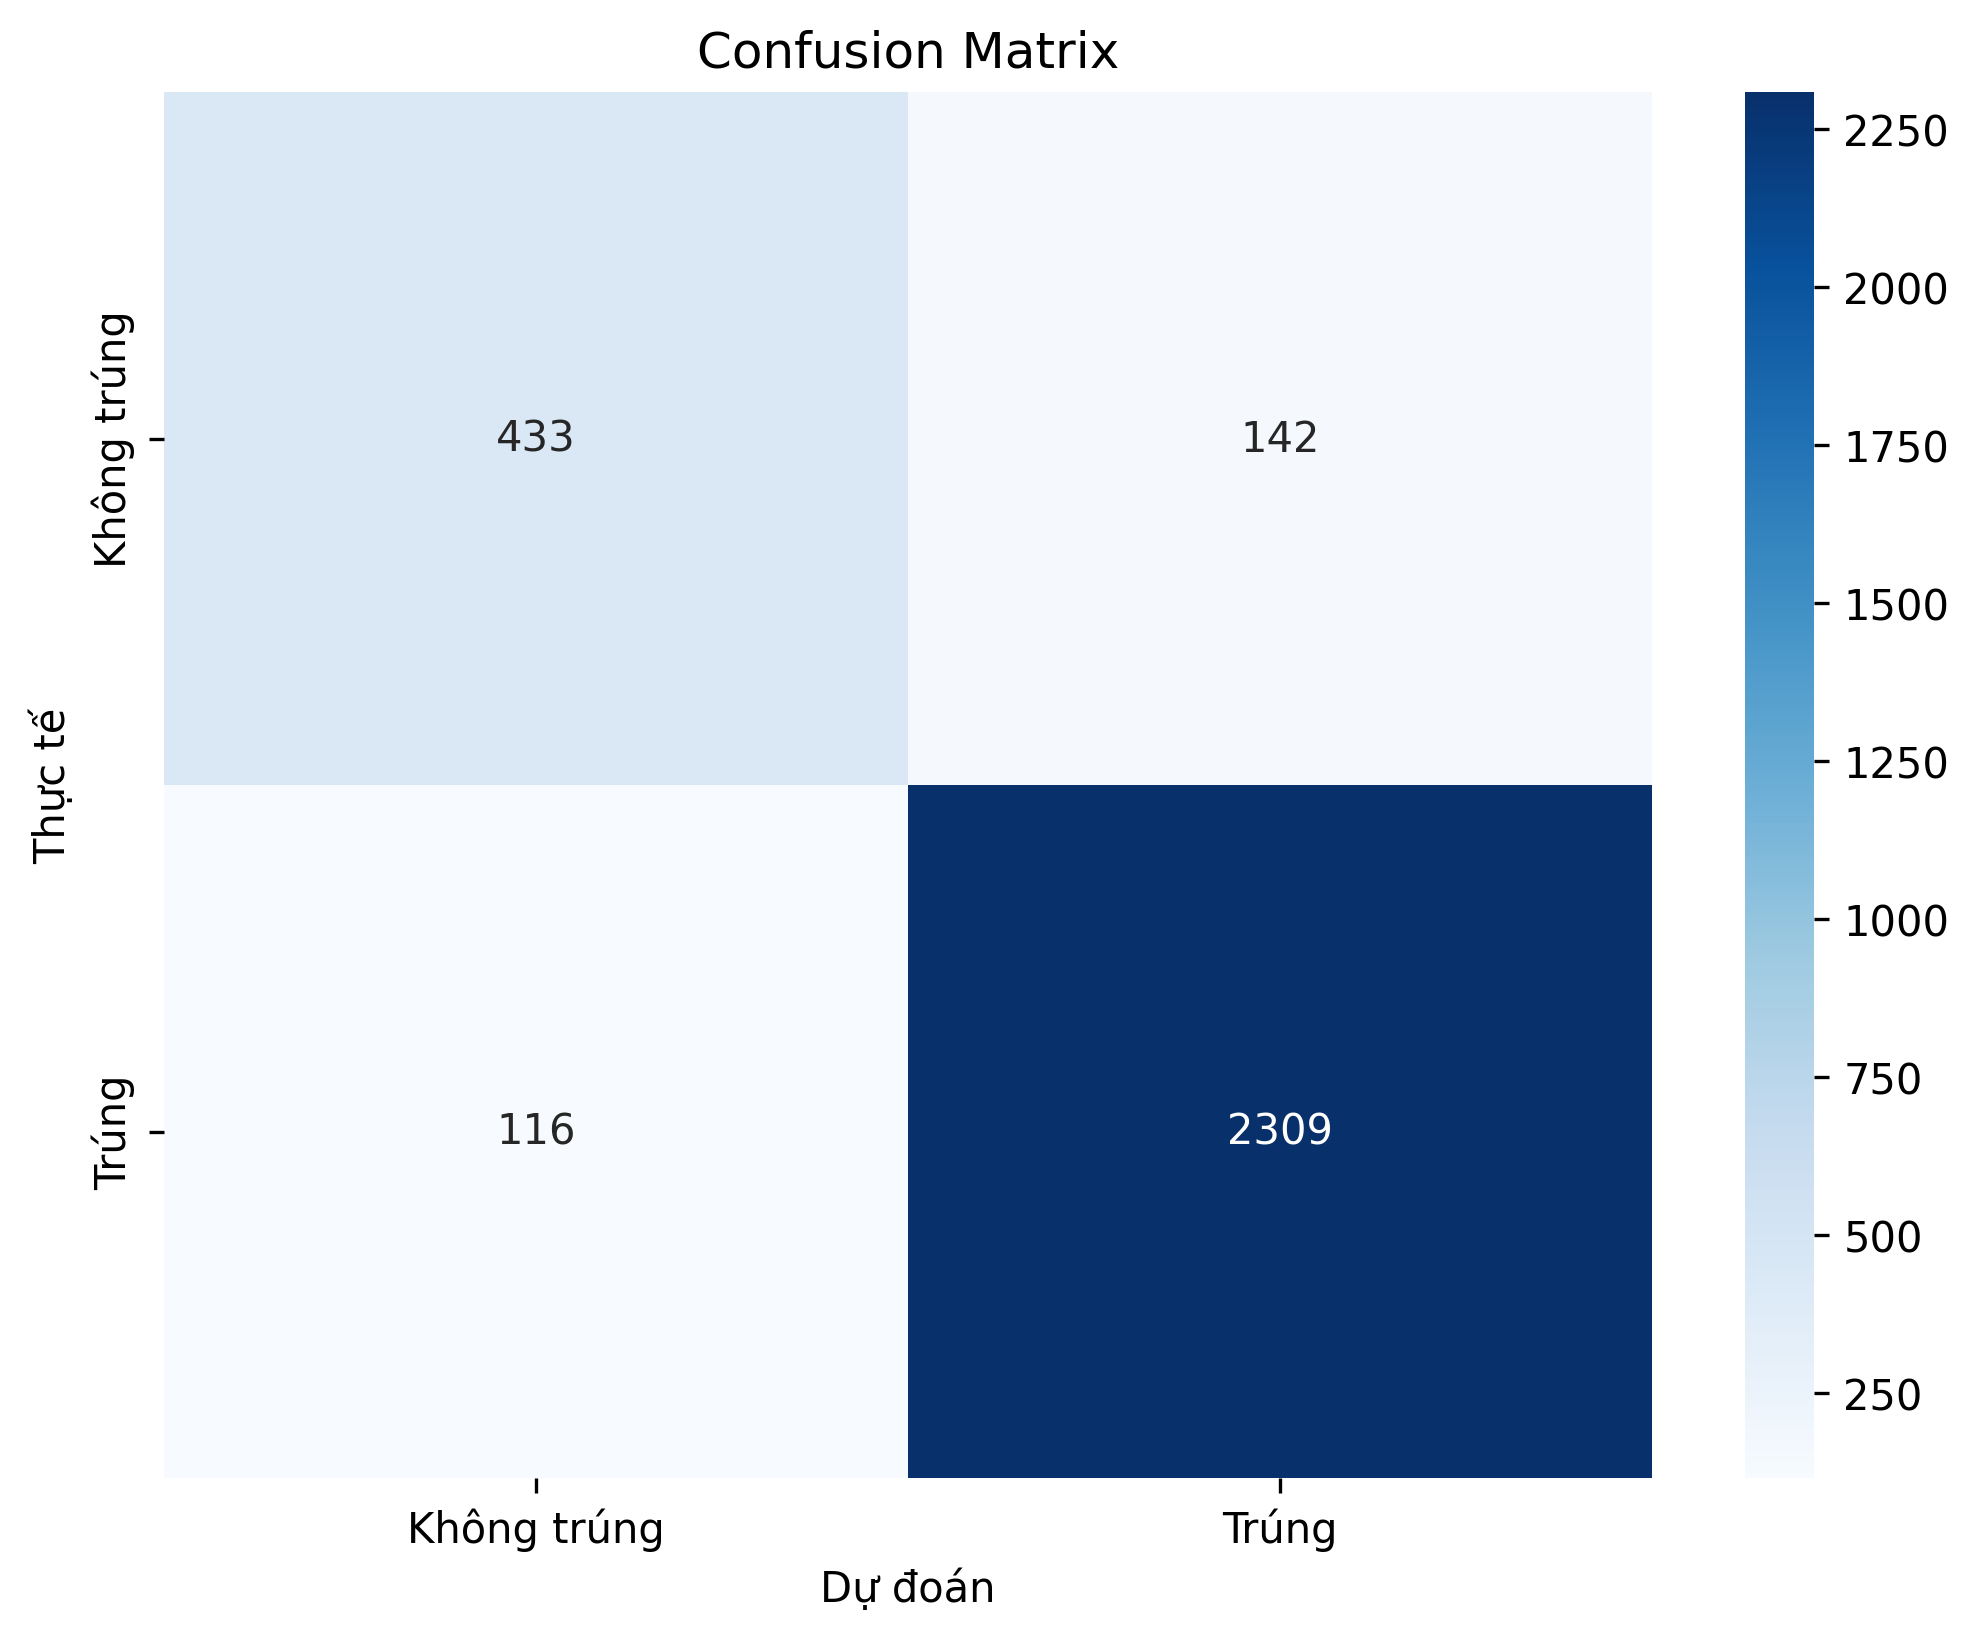 Confusion Matrix
Thực tế
Không trúng
433
142
Trúng
116
2309
Không trúng
Trúng
Dự đoán
2250
2000
1750
1500
1250
1000
750
500
250